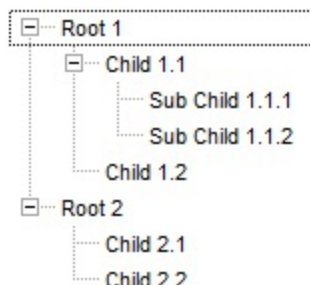 Root 1
Child 1.1
Sub Child 1.1.1
Sub Child 1.1.2
Child 1.2
Root 2
Child 2.1
Child 2.2